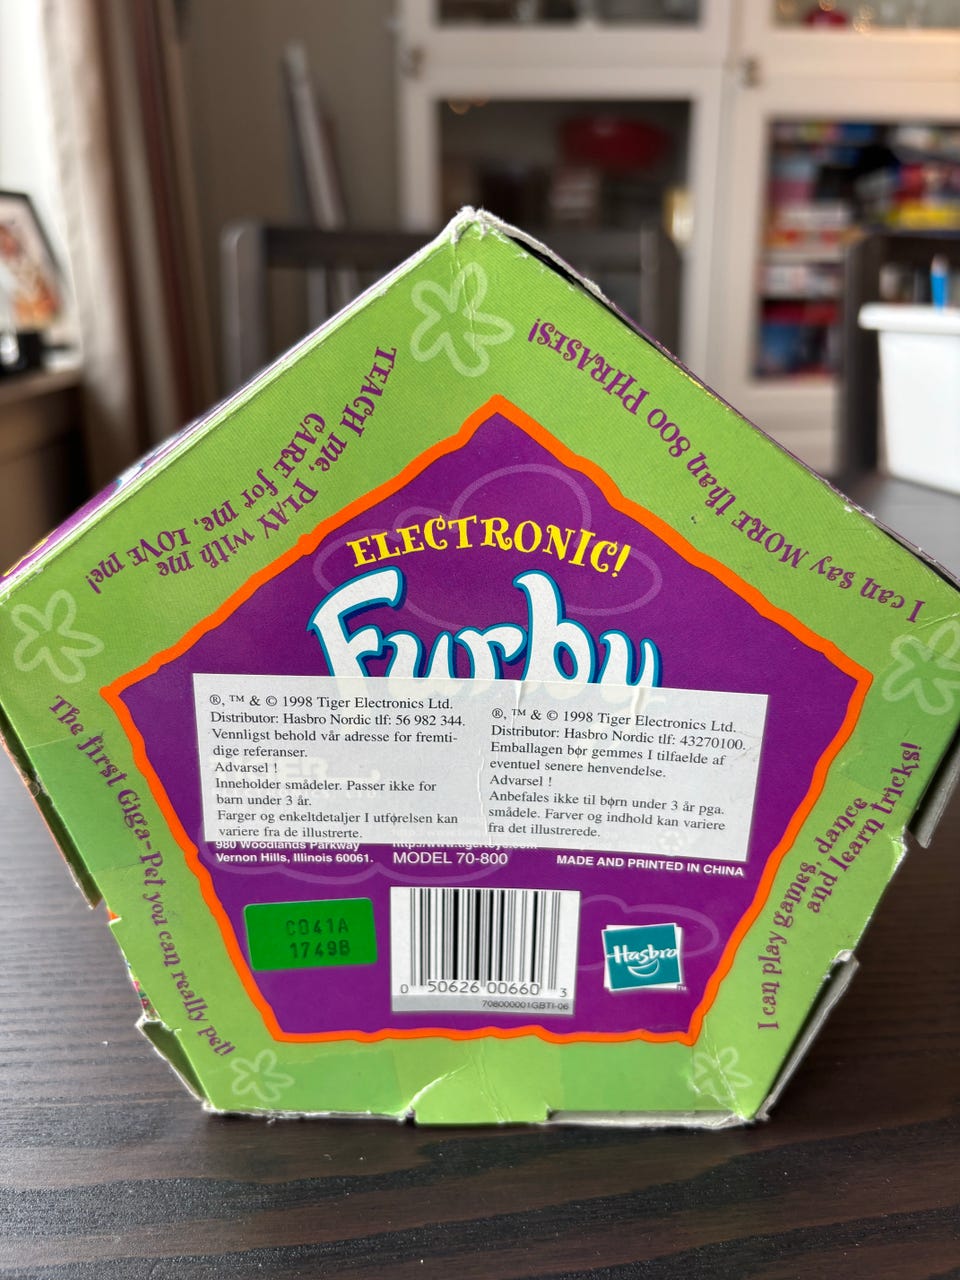 TEACH me, PLAY with me
CARE for me, LOVE me!
I can say MORE than 800 PHRASES!
ELECTRONIC!
Furby
®, ™ & © 1998 Tiger Electronics Ltd.
Distributor: Hasbro Nordic tlf: 56 982 344.
Vennligst behold vår adresse for fremti-
dige referanser.
Advarsel !
Inneholder smådeler. Passer ikke for
barn under 3 år.
Farger og enkeltdetaljer I utførelsen kan
variere fra de illustrerte.
®, ™ & © 1998 Tiger Electronics Ltd.
Distributor: Hasbro Nordic tlf: 43270100.
Emballagen bør gemmes I tilfaelde af
eventuel senere henvendelse.
Advarsel !
Anbefales ikke til børn under 3 år pga.
smådele. Farver og indhold kan variere
fra det illustrerede.
980 Woodlands Parkway
Vernon Hills, Illinois 60061.
MODEL 70-800
MADE AND PRINTED IN CHINA
The first Giga-Pet you can really pet!
I can play games, dance
and learn tricks!
C041A
1749B
0 50626 00660 3
708000001GBTI-06
Hasbro
™